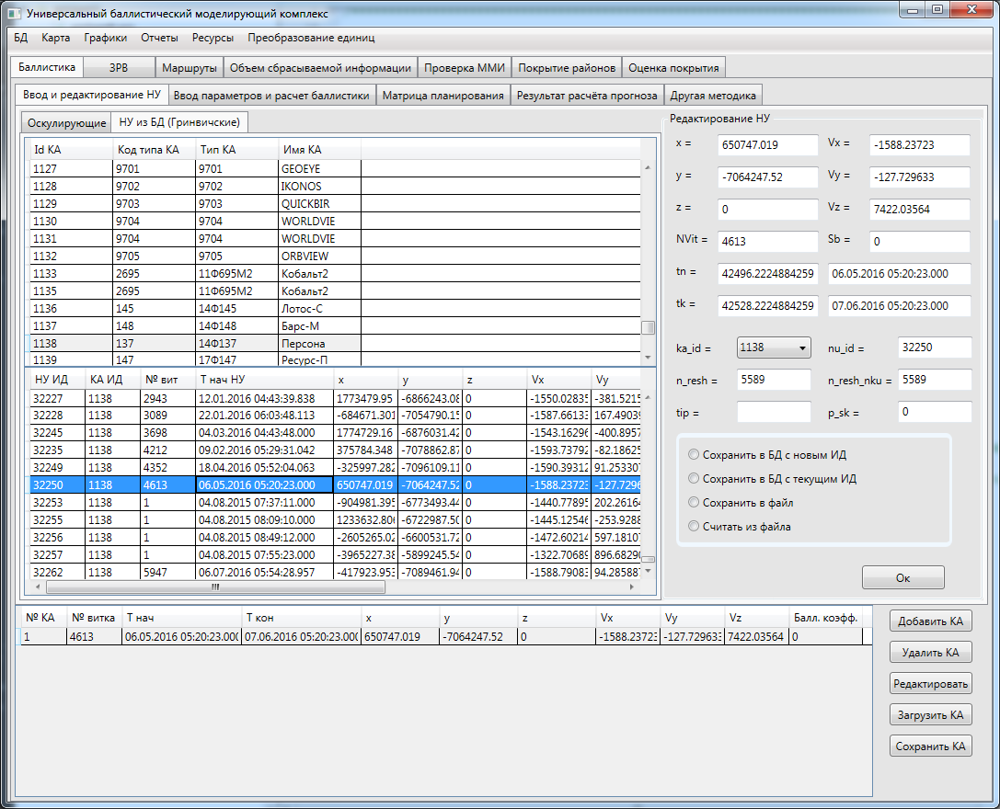 Универсальный баллистический моделирующий комплекс
БД Карта Графики Отчеты Ресурсы Преобразование единиц
Баллистика ЗРВ Маршруты Объем сбрасываемой информации Проверка ММИ Покрытие районов Оценка покрытия
Ввод и редактирование НУ Ввод параметров и расчет баллистики Матрица планирования Результат расчёта прогноза Другая методика
Оскулирующие НУ из БД (Гринвичские)
Id КА Код типа КА Тип КА Имя КА
1127 9701 9701 GEOEYE
1128 9702 9702 IKONOS
1129 9703 9703 QUICKBIR
1130 9704 9704 WORLDVIE
1131 9704 9704 WORLDVIE
1132 9705 9705 ORBVIEW
1133 2695 11Ф695М2 Кобальт2
1135 2695 11Ф695М2 Кобальт2
1136 145 14Ф145 Лотос-С
1137 148 14Ф148 Барс-М
1138 137 14Ф137 Персона
1139 147 17Ф147 Ресурс-П
НУ ИД КА ИД № вит Т нач НУ x y z Vx Vy
32227 1138 2943 12.01.2016 04:43:39.838 1773479.95 -6866243.08 0 -1550.02835 -381.5215
32228 1138 3089 22.01.2016 06:03:48.113 -684671.301 -7054790.15 0 -1587.66133 167.49039
32245 1138 3698 04.03.2016 04:43:48.000 1774729.16 -6876031.42 0 -1543.16296 -400.8957
32235 1138 4212 09.02.2016 05:29:31.042 375784.348 -7078862.87 0 -1593.73792 -82.18625
32249 1138 4352 18.04.2016 05:52:04.063 -325997.282 -7096109.11 0 -1590.39312 91.253307
32250 1138 4613 06.05.2016 05:20:23.000 650747.019 -7064247.52 0 -1588.23723 -127.7296
32253 1138 1 04.08.2015 07:37:11.000 -904981.395 -6773493.44 0 -1440.77895 202.26164
32255 1138 1 04.08.2015 08:09:10.000 1233632.806 -6722987.50 0 -1445.12546 -253.9288
32256 1138 1 04.08.2015 08:49:12.000 -2605265.02 -6600531.72 0 -1472.60214 597.18107
32257 1138 1 04.08.2015 07:55:23.000 -3965227.38 -5899245.54 0 -1322.70689 896.68290
32262 1138 5947 06.07.2016 05:54:28.957 -417923.953 -7089461.94 0 -1588.79083 94.285887
Редактирование НУ
x = 650747.019 Vx = -1588.23723
y = -7064247.52 Vy = -127.729633
z = 0 Vz = 7422.03564
NVit = 4613 Sb = 0
tn = 42496.2224884259 06.05.2016 05:20:23.000
tk = 42528.2224884259 07.06.2016 05:20:23.000
ka_id = 1138 nu_id = 32250
n_resh = 5589 n_resh_nku = 5589
tip = p_sk = 0
Сохранить в БД с новым ИД
Сохранить в БД с текущим ИД
Сохранить в файл
Считать из файла
Ок
№ КА № витка Т нач Т кон x y z Vx Vy Vz Балл. коэфф.
1 4613 06.05.2016 05:20:23.000 07.06.2016 05:20:23.000 650747.019 -7064247.52 0 -1588.23723 -127.729633 7422.03564 0
Добавить КА
Удалить КА
Редактировать
Загрузить КА
Сохранить КА